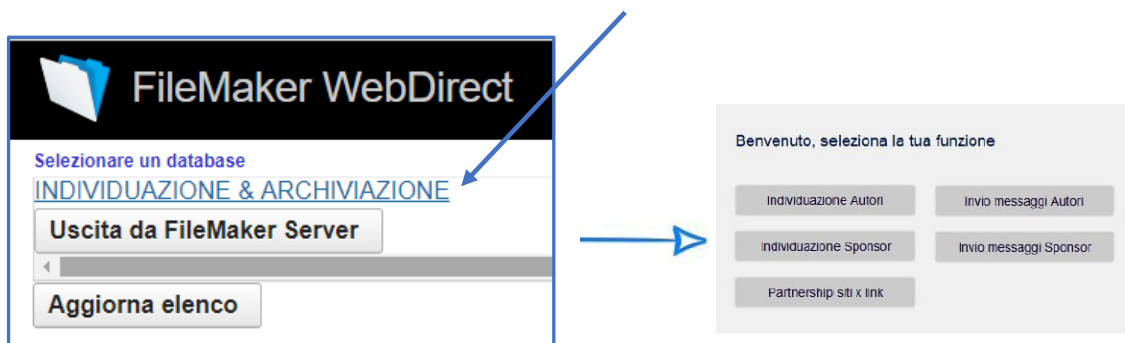 FileMaker WebDirect
Selezionare un database
INDIVIDUAZIONE & ARCHIVIAZIONE
Uscita da FileMaker Server
Aggiorna elenco
Benvenuto, seleziona la tua funzione
Individuazione Autori
Invio messaggi Autori
Individuazione Sponsor
Invio messaggi Sponsor
Partnership siti x link